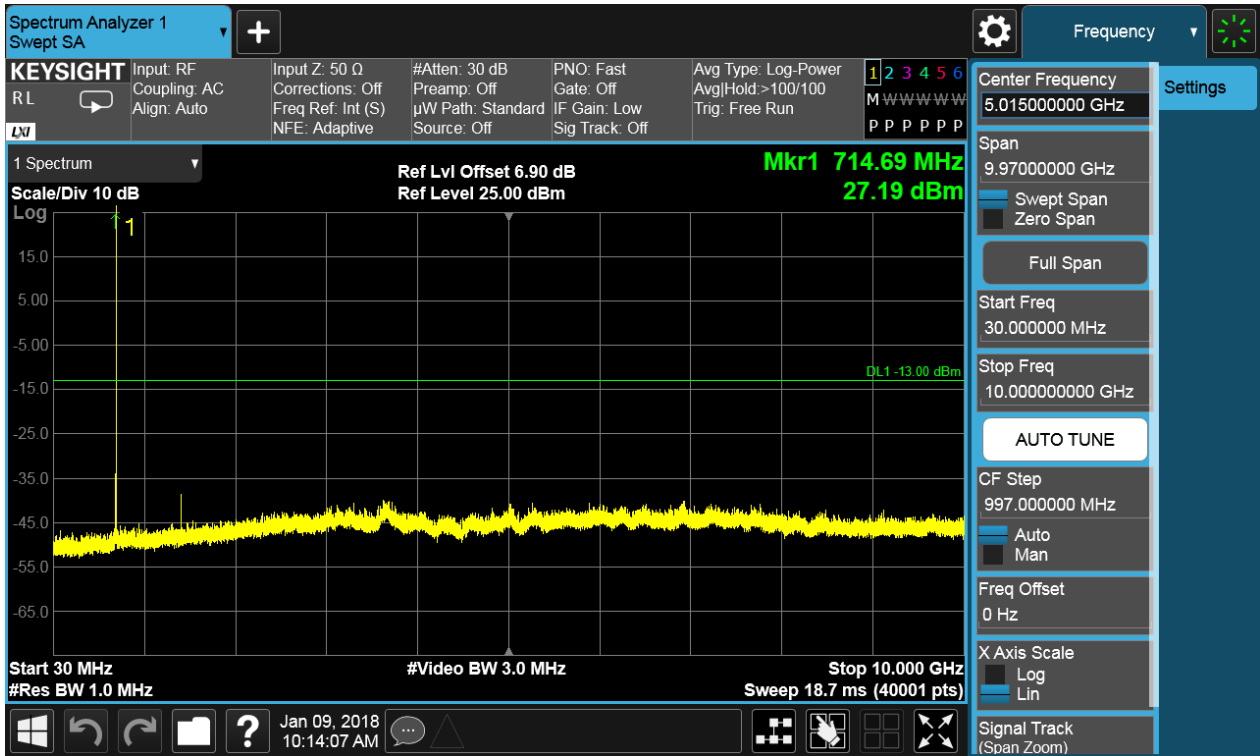 Spectrum Analyzer 1
Swept SA
+
Frequency
KEYSIGHT
R L
LXI
Input: RF
Coupling: AC
Align: Auto
Input Z: 50 Ω
Corrections: Off
Freq Ref: Int (S)
NFE: Adaptive
#Atten: 30 dB
Preamp: Off
µW Path: Standard
Source: Off
PNO: Fast
Gate: Off
IF Gain: Low
Sig Track: Off
Avg Type: Log-Power
Avg|Hold:>100/100
Trig: Free Run
1 2 3 4 5 6
M W W W W W
P P P P P P
1 Spectrum
Scale/Div 10 dB
Log
Ref Lvl Offset 6.90 dB
Ref Level 25.00 dBm
Mkr1 714.69 MHz
27.19 dBm
1
15.0
5.00
-5.00
DL1 -13.00 dBm
-15.0
-25.0
-35.0
-45.0
-55.0
-65.0
Start 30 MHz
#Res BW 1.0 MHz
#Video BW 3.0 MHz
Stop 10.000 GHz
Sweep 18.7 ms (40001 pts)
Center Frequency
5.015000000 GHz
Span
9.97000000 GHz
Swept Span
Zero Span
Full Span
Start Freq
30.000000 MHz
Stop Freq
10.000000000 GHz
AUTO TUNE
CF Step
997.000000 MHz
Auto
Man
Freq Offset
0 Hz
X Axis Scale
Log
Lin
Signal Track
(Span Zoom)
Settings
?
Jan 09, 2018
10:14:07 AM